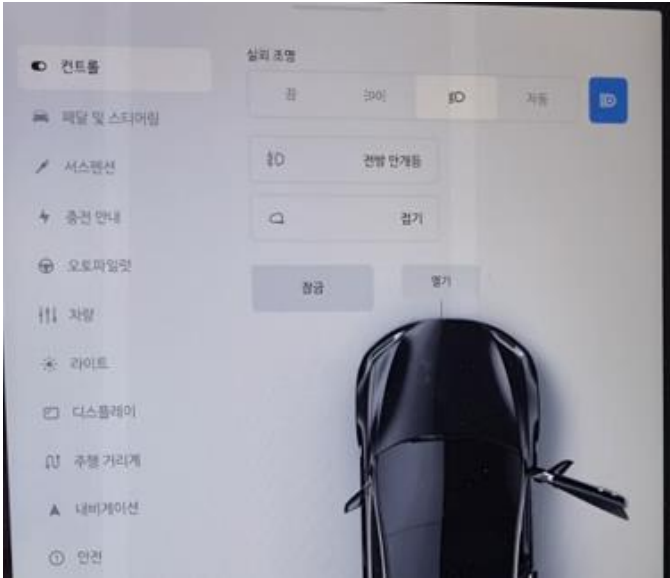 컨트롤
페달 및 스티어링
서스펜션
충전 안내
오토파일럿
차량
라이트
디스플레이
주행 거리계
내비게이션
안전
실외 조명
끔
자동
전방 안개등
접기
잠금
열기